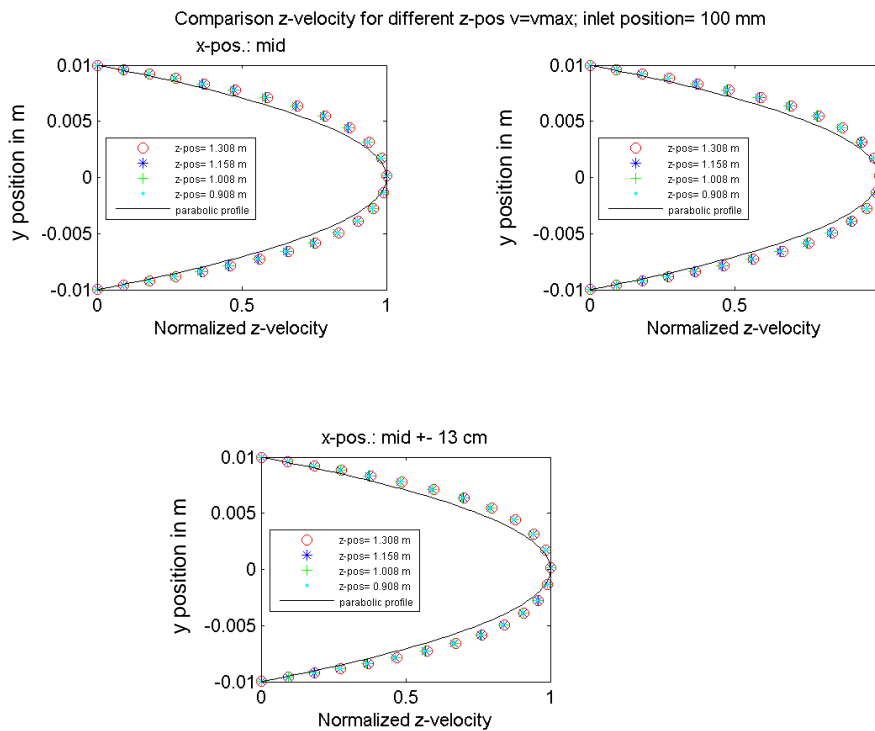 Comparison z-velocity for different z-pos v=vmax; inlet position= 100 mm
x-pos.: mid
0.01
0.005
0
-0.005
-0.01
y position in m
z-pos= 1.308 m
z-pos= 1.158 m
z-pos= 1.008 m
z-pos= 0.908 m
parabolic profile
0
0.5
1
Normalized z-velocity
0.01
0.005
0
-0.005
-0.01
y position in m
z-pos= 1.308 m
z-pos= 1.158 m
z-pos= 1.008 m
z-pos= 0.908 m
parabolic profile
0
0.5
Normalized z-velocity
x-pos.: mid +- 13 cm
0.01
0.005
0
-0.005
-0.01
y position in m
z-pos= 1.308 m
z-pos= 1.158 m
z-pos= 1.008 m
z-pos= 0.908 m
parabolic profile
0
0.5
1
Normalized z-velocity